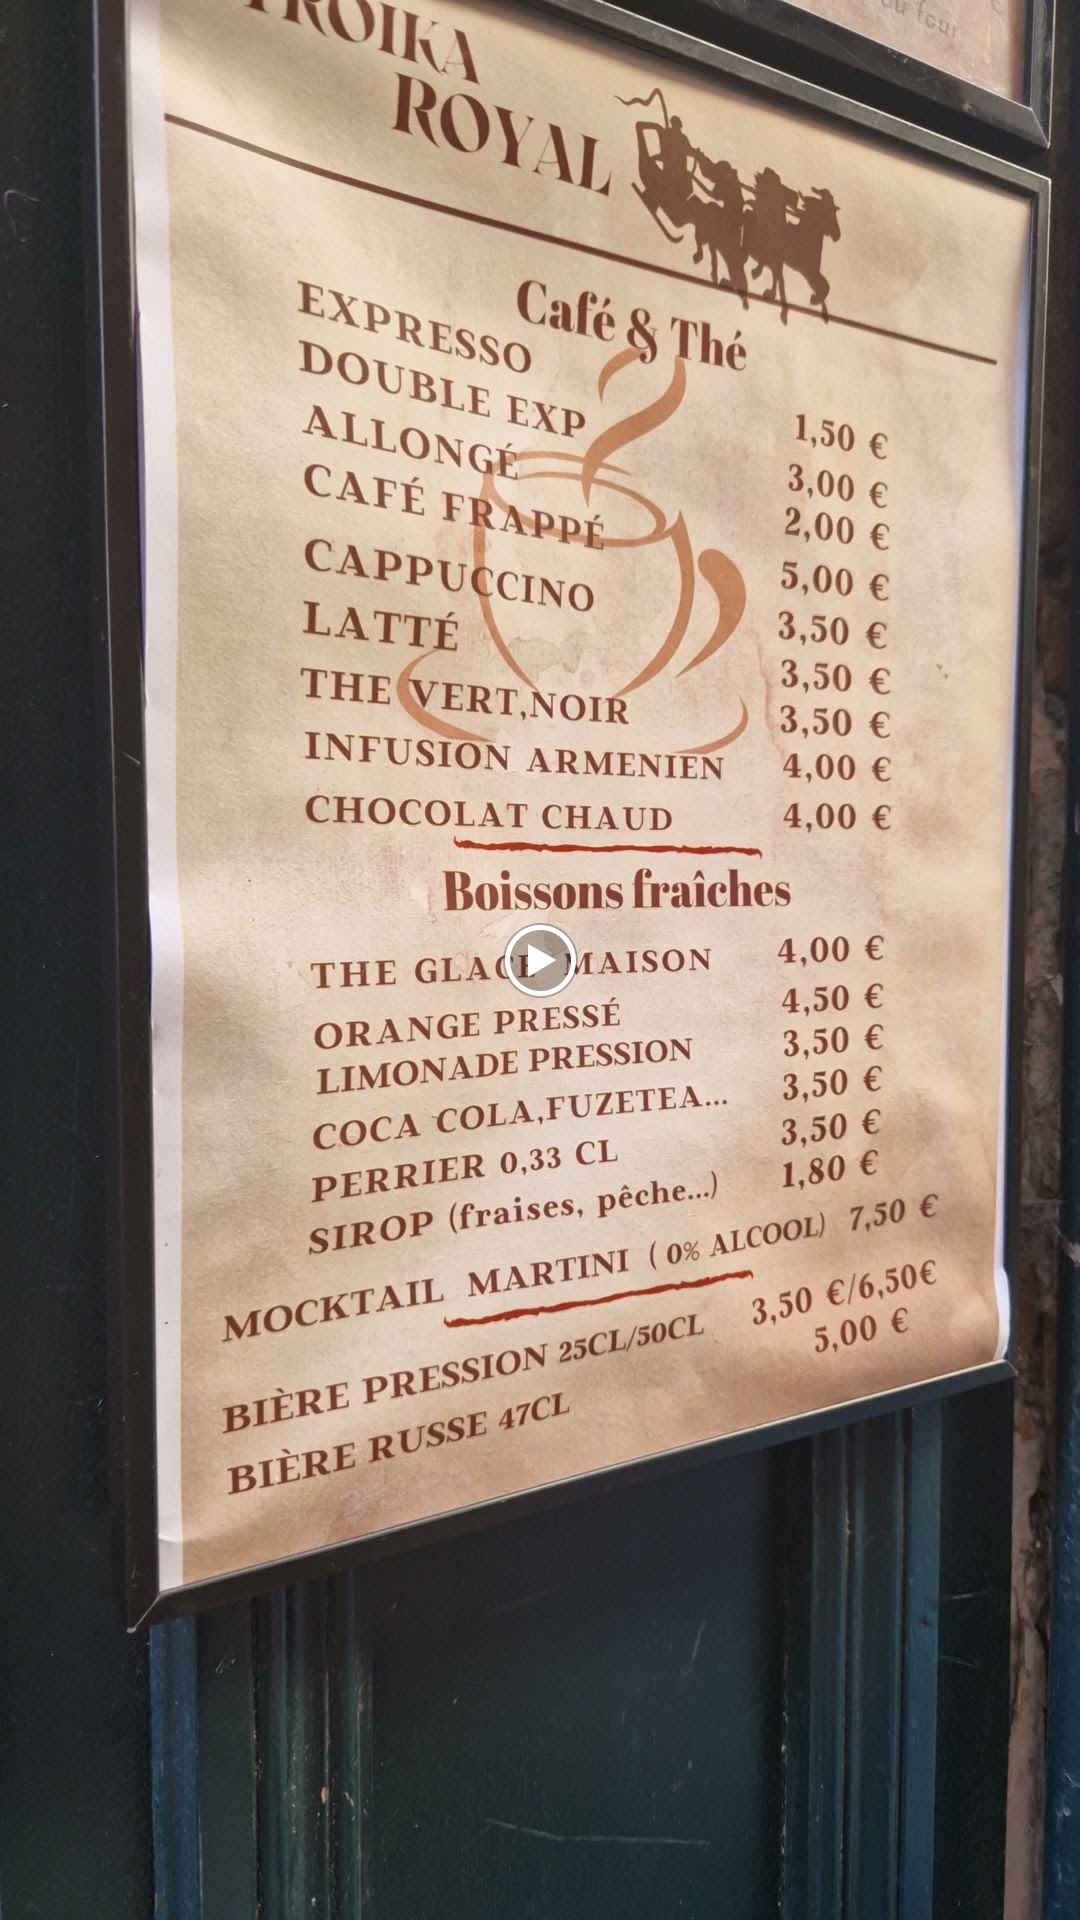 TROIKA
ROYAL
Café & Thé
EXPRESSO 1,50 €
DOUBLE EXP 3,00 €
ALLONGÉ 2,00 €
CAFÉ FRAPPÉ 5,00 €
CAPPUCCINO 3,50 €
LATTÉ 3,50 €
THE VERT,NOIR 3,50 €
INFUSION ARMENIEN 4,00 €
CHOCOLAT CHAUD 4,00 €
Boissons fraîches
THE GLACE MAISON 4,00 €
ORANGE PRESSÉ 4,50 €
LIMONADE PRESSION 3,50 €
COCA COLA,FUZETEA... 3,50 €
PERRIER 0,33 CL 3,50 €
SIROP (fraises, pêche...) 1,80 €
MOCKTAIL MARTINI ( 0% ALCOOL) 7,50 €
BIÈRE PRESSION 25CL/50CL 3,50 €/6,50€
BIÈRE RUSSE 47CL 5,00 €